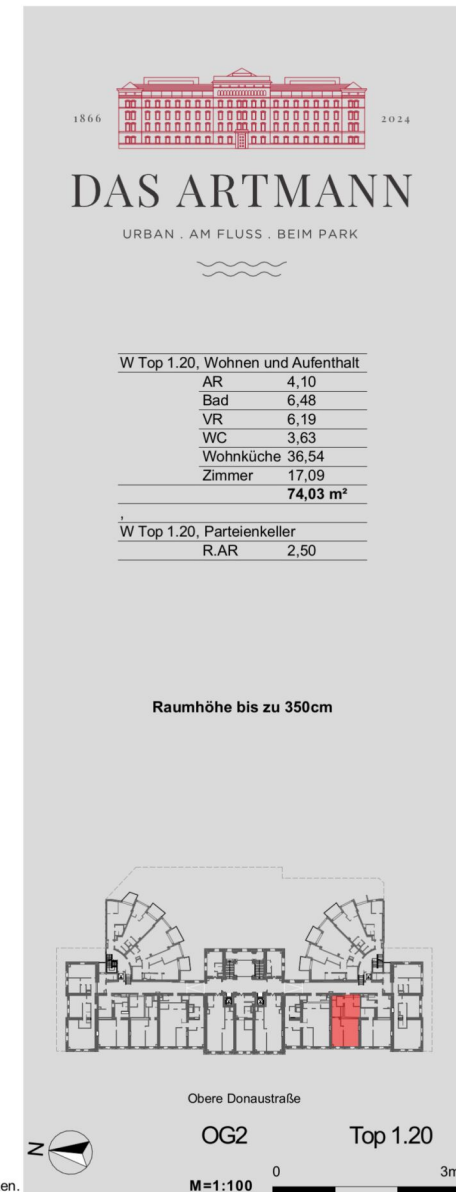 1866 2024
DAS ARTMANN
URBAN . AM FLUSS . BEIM PARK
W Top 1.20, Wohnen und Aufenthalt
AR 4,10
Bad 6,48
VR 6,19
WC 3,63
Wohnküche 36,54
Zimmer 17,09
74,03 m²
,
W Top 1.20, Parteienkeller
R.AR 2,50
Raumhöhe bis zu 350cm
Obere Donaustraße
N OG2 Top 1.20
en. M=1:100 0 3m